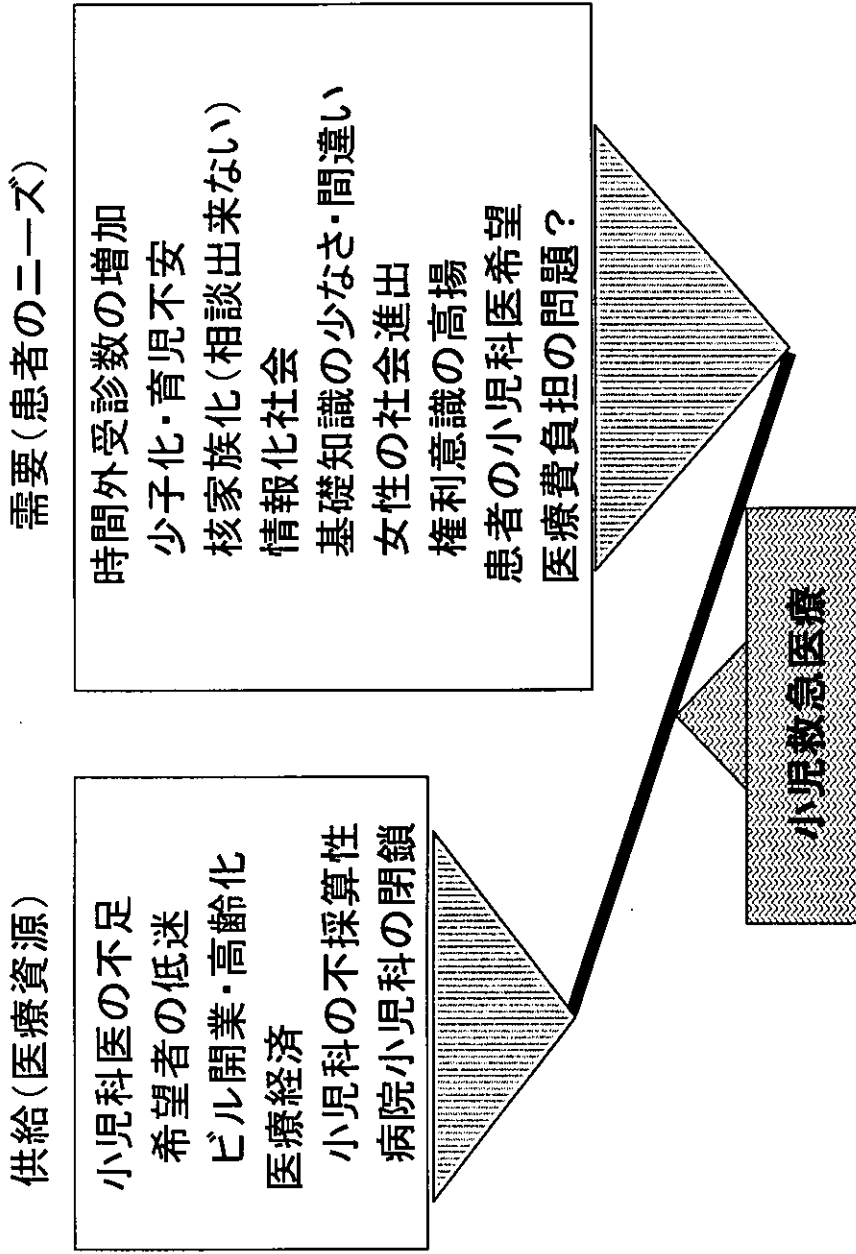 供給(医療資源)
小児科医の不足
希望者の低迷
ビル開業・高齢化
医療経済
小児科の不採算性
病院小児科の閉鎖
需要(患者のニーズ)
時間外受診数の増加
少子化・育児不安
核家族化(相談出来ない)
情報化社会
基礎知識の少なさ・間違い
女性の社会進出
権利意識の高揚
患者の小児科医希望
医療費負担の問題?
小児救急医療